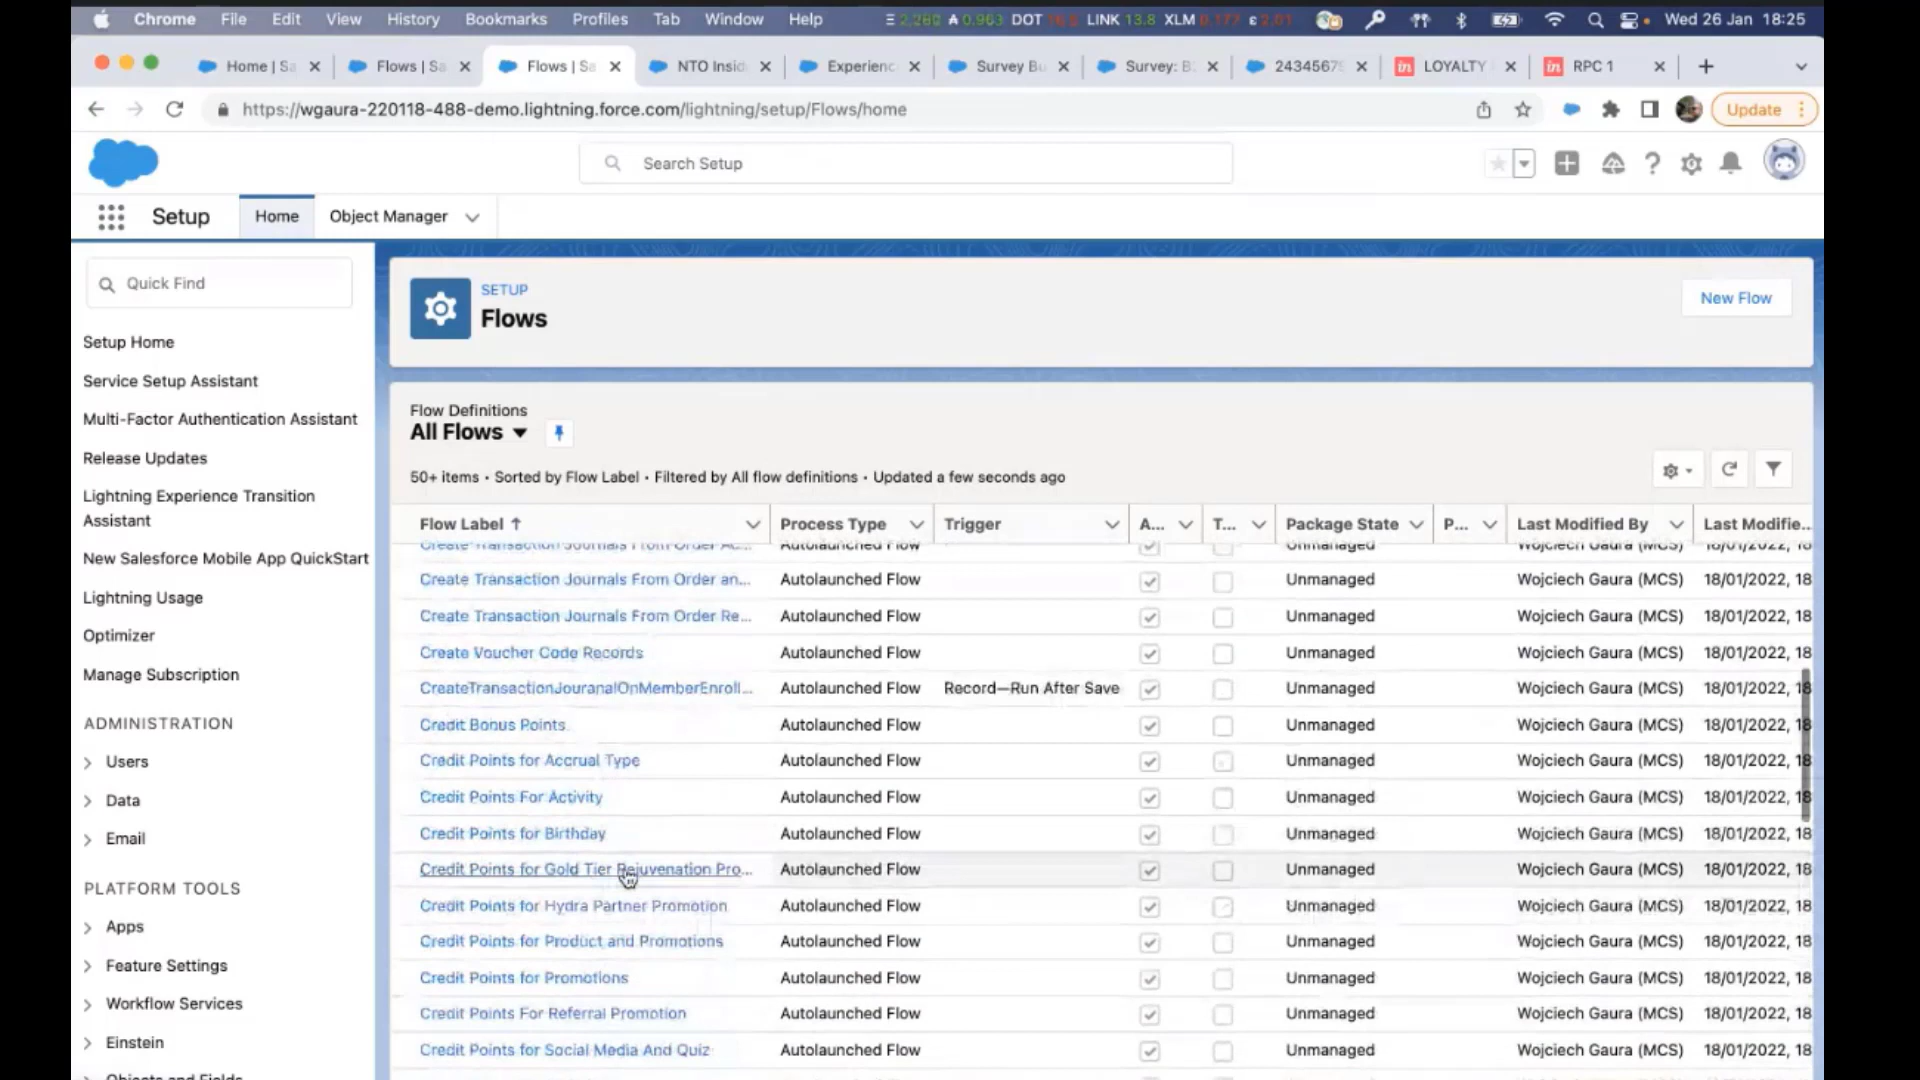 Chrome File Edit View History Bookmarks Profiles Tab Window Help 2.280 0.963 DOT LINK 13.8 XLM 0.177 2.01 Wed 26 Jan 18:25
Home | Sa Flows | Sa Flows | Sa NTO Insid Experienc Survey Bu Survey: B 24345679 LOYALTY RPC 1
https://wgaura-220118-488-demo.lightning.force.com/lightning/setup/Flows/home Update
Search Setup
Setup Home Object Manager
Quick Find
Setup Home
Service Setup Assistant
Multi-Factor Authentication Assistant
Release Updates
Lightning Experience Transition
Assistant
New Salesforce Mobile App QuickStart
Lightning Usage
Optimizer
Manage Subscription
ADMINISTRATION
Users
Data
Email
PLATFORM TOOLS
Apps
Feature Settings
Workflow Services
Einstein
Objects and Fields
SETUP
Flows
New Flow
Flow Definitions
All Flows
50+ items • Sorted by Flow Label • Filtered by All flow definitions • Updated a few seconds ago
Flow Label ↑ Process Type Trigger A... T... Package State P... Last Modified By Last Modifie...
Create Transaction Journals From Order Ac... Autolaunched Flow Unmanaged Wojciech Gaura (MCS) 18/01/2022, 18
Create Transaction Journals From Order an... Autolaunched Flow Unmanaged Wojciech Gaura (MCS) 18/01/2022, 18
Create Transaction Journals From Order Re... Autolaunched Flow Unmanaged Wojciech Gaura (MCS) 18/01/2022, 18
Create Voucher Code Records Autolaunched Flow Unmanaged Wojciech Gaura (MCS) 18/01/2022, 18
CreateTransactionJouranalOnMemberEnroll... Autolaunched Flow Record—Run After Save Unmanaged Wojciech Gaura (MCS) 18/01/2022, 18
Credit Bonus Points Autolaunched Flow Unmanaged Wojciech Gaura (MCS) 18/01/2022, 18
Credit Points for Accrual Type Autolaunched Flow Unmanaged Wojciech Gaura (MCS) 18/01/2022, 18
Credit Points For Activity Autolaunched Flow Unmanaged Wojciech Gaura (MCS) 18/01/2022, 18
Credit Points for Birthday Autolaunched Flow Unmanaged Wojciech Gaura (MCS) 18/01/2022, 18
Credit Points for Gold Tier Rejuvenation Pro... Autolaunched Flow Unmanaged Wojciech Gaura (MCS) 18/01/2022, 18
Credit Points for Hydra Partner Promotion Autolaunched Flow Unmanaged Wojciech Gaura (MCS) 18/01/2022, 18
Credit Points for Product and Promotions Autolaunched Flow Unmanaged Wojciech Gaura (MCS) 18/01/2022, 18
Credit Points for Promotions Autolaunched Flow Unmanaged Wojciech Gaura (MCS) 18/01/2022, 18
Credit Points For Referral Promotion Autolaunched Flow Unmanaged Wojciech Gaura (MCS) 18/01/2022, 18
Credit Points for Social Media And Quiz Autolaunched Flow Unmanaged Wojciech Gaura (MCS) 18/01/2022, 18